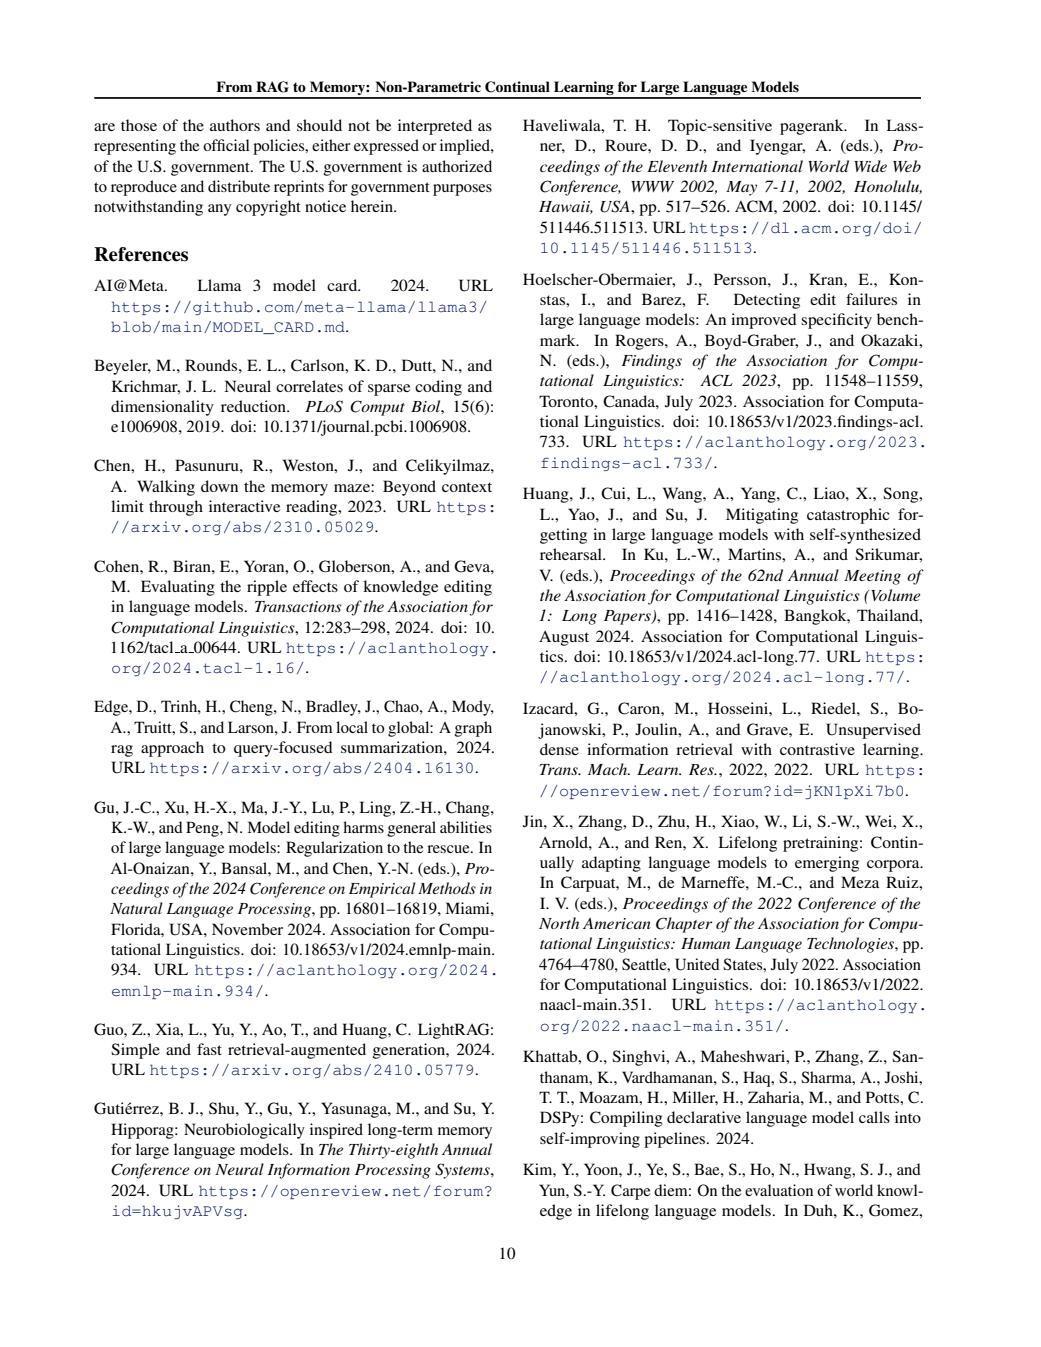 From RAG to Memory: Non-Parametric Continual Learning for Large Language Models
are those of the authors and should not be interpreted as
representing the official policies, either expressed or implied,
of the U.S. government. The U.S. government is authorized
to reproduce and distribute reprints for government purposes
notwithstanding any copyright notice herein.
References
AI@Meta. Llama 3 model card. 2024. URL
https://github.com/meta-llama/llama3/
blob/main/MODEL_CARD.md.
Beyeler, M., Rounds, E. L., Carlson, K. D., Dutt, N., and
Krichmar, J. L. Neural correlates of sparse coding and
dimensionality reduction. PLoS Comput Biol, 15(6):
e1006908, 2019. doi: 10.1371/journal.pcbi.1006908.
Chen, H., Pasunuru, R., Weston, J., and Celikyilmaz,
A. Walking down the memory maze: Beyond context
limit through interactive reading, 2023. URL https:
//arxiv.org/abs/2310.05029.
Cohen, R., Biran, E., Yoran, O., Globerson, A., and Geva,
M. Evaluating the ripple effects of knowledge editing
in language models. Transactions of the Association for
Computational Linguistics, 12:283–298, 2024. doi: 10.
1162/tacl_a_00644. URL https://aclanthology.
org/2024.tacl-1.16/.
Edge, D., Trinh, H., Cheng, N., Bradley, J., Chao, A., Mody,
A., Truitt, S., and Larson, J. From local to global: A graph
rag approach to query-focused summarization, 2024.
URL https://arxiv.org/abs/2404.16130.
Gu, J.-C., Xu, H.-X., Ma, J.-Y., Lu, P., Ling, Z.-H., Chang,
K.-W., and Peng, N. Model editing harms general abilities
of large language models: Regularization to the rescue. In
Al-Onaizan, Y., Bansal, M., and Chen, Y.-N. (eds.), Pro-
ceedings of the 2024 Conference on Empirical Methods in
Natural Language Processing, pp. 16801–16819, Miami,
Florida, USA, November 2024. Association for Compu-
tational Linguistics. doi: 10.18653/v1/2024.emnlp-main.
934. URL https://aclanthology.org/2024.
emnlp-main.934/.
Guo, Z., Xia, L., Yu, Y., Ao, T., and Huang, C. LightRAG:
Simple and fast retrieval-augmented generation, 2024.
URL https://arxiv.org/abs/2410.05779.
Gutiérrez, B. J., Shu, Y., Gu, Y., Yasunaga, M., and Su, Y.
Hipporag: Neurobiologically inspired long-term memory
for large language models. In The Thirty-eighth Annual
Conference on Neural Information Processing Systems,
2024. URL https://openreview.net/forum?
id=hkujvAPVsg.
Haveliwala, T. H. Topic-sensitive pagerank. In Lass-
ner, D., Roure, D. D., and Iyengar, A. (eds.), Pro-
ceedings of the Eleventh International World Wide Web
Conference, WWW 2002, May 7-11, 2002, Honolulu,
Hawaii, USA, pp. 517–526. ACM, 2002. doi: 10.1145/
511446.511513. URL https://dl.acm.org/doi/
10.1145/511446.511513.
Hoelscher-Obermaier, J., Persson, J., Kran, E., Kon-
stas, I., and Barez, F. Detecting edit failures in
large language models: An improved specificity bench-
mark. In Rogers, A., Boyd-Graber, J., and Okazaki,
N. (eds.), Findings of the Association for Compu-
tational Linguistics: ACL 2023, pp. 11548–11559,
Toronto, Canada, July 2023. Association for Computa-
tional Linguistics. doi: 10.18653/v1/2023.findings-acl.
733. URL https://aclanthology.org/2023.
findings-acl.733/.
Huang, J., Cui, L., Wang, A., Yang, C., Liao, X., Song,
L., Yao, J., and Su, J. Mitigating catastrophic for-
getting in large language models with self-synthesized
rehearsal. In Ku, L.-W., Martins, A., and Srikumar,
V. (eds.), Proceedings of the 62nd Annual Meeting of
the Association for Computational Linguistics (Volume
1: Long Papers), pp. 1416–1428, Bangkok, Thailand,
August 2024. Association for Computational Linguis-
tics. doi: 10.18653/v1/2024.acl-long.77. URL https:
//aclanthology.org/2024.acl-long.77/.
Izacard, G., Caron, M., Hosseini, L., Riedel, S., Bo-
janowski, P., Joulin, A., and Grave, E. Unsupervised
dense information retrieval with contrastive learning.
Trans. Mach. Learn. Res., 2022, 2022. URL https:
//openreview.net/forum?id=jKN1pXi7b0.
Jin, X., Zhang, D., Zhu, H., Xiao, W., Li, S.-W., Wei, X.,
Arnold, A., and Ren, X. Lifelong pretraining: Contin-
ually adapting language models to emerging corpora.
In Carpuat, M., de Marneffe, M.-C., and Meza Ruiz,
I. V. (eds.), Proceedings of the 2022 Conference of the
North American Chapter of the Association for Compu-
tational Linguistics: Human Language Technologies, pp.
4764–4780, Seattle, United States, July 2022. Association
for Computational Linguistics. doi: 10.18653/v1/2022.
naacl-main.351. URL https://aclanthology.
org/2022.naacl-main.351/.
Khattab, O., Singhvi, A., Maheshwari, P., Zhang, Z., San-
thanam, K., Vardhamanan, S., Haq, S., Sharma, A., Joshi,
T. T., Moazam, H., Miller, H., Zaharia, M., and Potts, C.
DSPy: Compiling declarative language model calls into
self-improving pipelines. 2024.
Kim, Y., Yoon, J., Ye, S., Bae, S., Ho, N., Hwang, S. J., and
Yun, S.-Y. Carpe diem: On the evaluation of world knowl-
edge in lifelong language models. In Duh, K., Gomez,
10